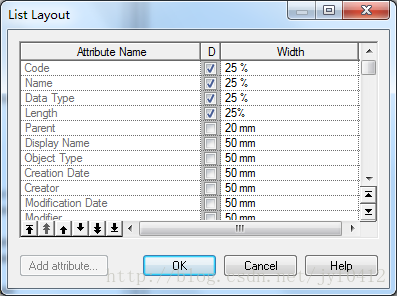 List Layout
Attribute Name D Width
Code 25 %
Name 25 %
Data Type 25 %
Length 25%
Parent 20 mm
Display Name 50 mm
Object Type 50 mm
Creation Date 50 mm
Creator 50 mm
Modification Date 50 mm
Modifier 50 mm
Add attribute... OK Cancel Help
http://blog.csdn.net/jyf0412